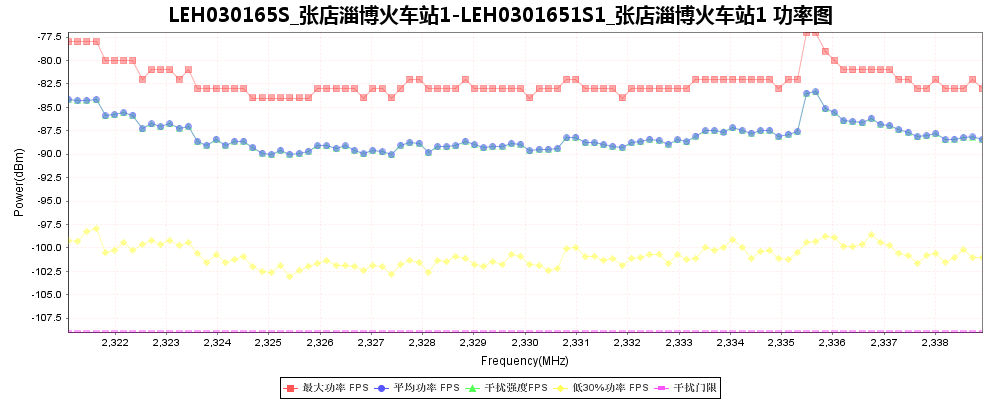 LEH030165S_张店淄博火车站1-LEH0301651S1_张店淄博火车站1 功率图
Power(dBm)
-77.5
-80.0
-82.5
-85.0
-87.5
-90.0
-92.5
-95.0
-97.5
-100.0
-102.5
-105.0
-107.5
2,322 2,323 2,324 2,325 2,326 2,327 2,328 2,329 2,330 2,331 2,332 2,333 2,334 2,335 2,336 2,337 2,338
Frequency(MHz)
最大功率 FPS 平均功率 FPS 干扰强度FPS 低30%功率 FPS 干扰门限